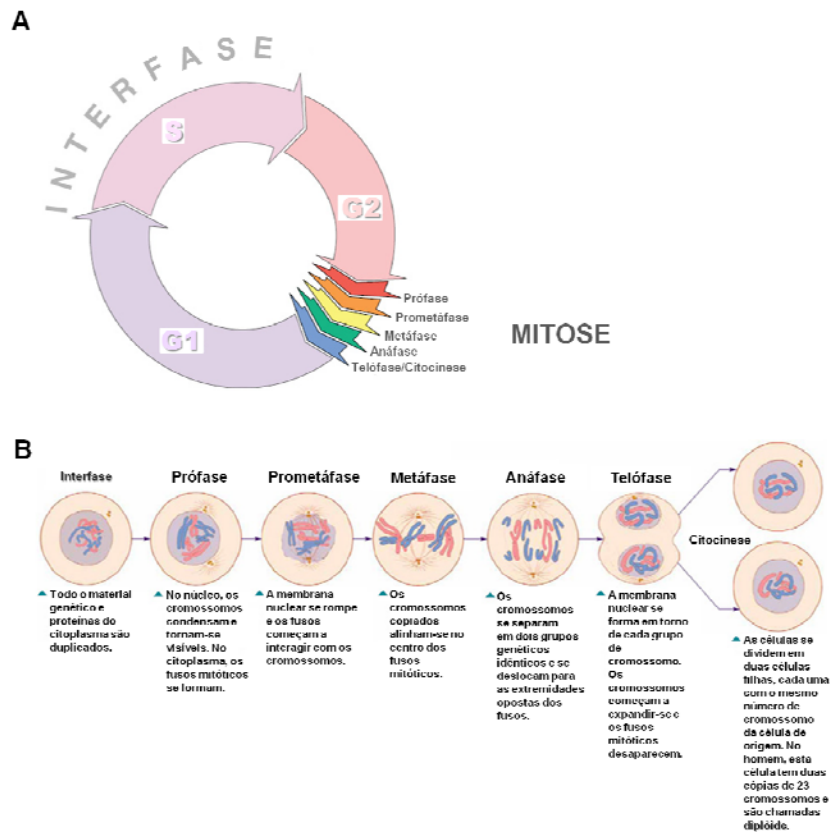 A
INTERFASE
S
G2
G1
Prófase
Prometáfase
Metáfase
Anáfase
Telófase/Citocinese
MITOSE
B
Interfase
Todo o material
genético e
proteínas do
citoplasma são
duplicados.
Prófase
No núcleo, os
cromossomos
condensam e
tornam-se
visíveis. No
citoplasma, os
fusos mitóticos
se formam.
Prometáfase
A membrana
nuclear se rompe
e os fusos
começam a
interagir com os
cromossomos.
Metáfase
Os
cromossomos
copiados
alinham-se no
centro dos
fusos
mitóticos.
Anáfase
Os
cromossomos
se separam
em dois grupos
genéticos
idênticos e se
deslocam para
as extremidades
opostas dos
fusos.
Telófase
A membrana
nuclear se
forma em torno
de cada grupo
de
cromossomo.
Os
cromossomos
começam a
expandir-se e
os fusos
mitóticos
desaparecem.
Citocinese
As células se
dividem em
duas células
filhas, cada uma
com o mesmo
número de
cromossomo
da célula de
origem. No
homem, esta
célula tem duas
cópias de 23
cromossomos e
são chamadas
diplóide.